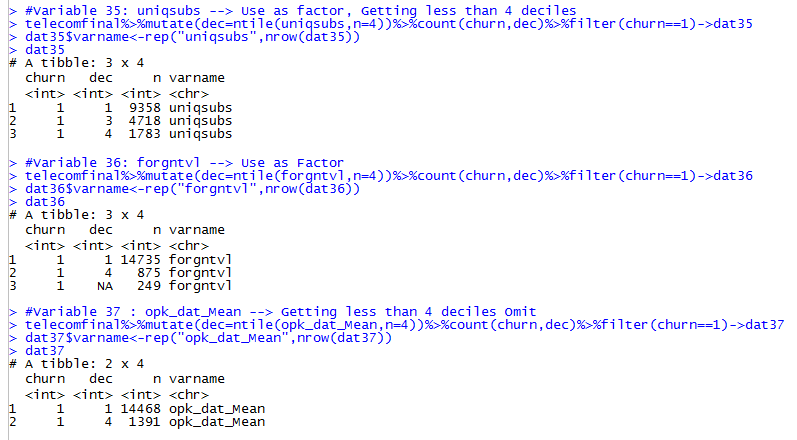 > #Variable 35: uniqsubs --> Use as factor, Getting less than 4 deciles
> telecomfinal%>%mutate(dec=ntile(uniqsubs,n=4))%>%count(churn,dec)%>%filter(churn==1)->dat35
> dat35$varname<-rep("uniqsubs",nrow(dat35))
> dat35
# A tibble: 3 x 4
churn dec n varname
<int> <int> <int> <chr>
1 1 1 9358 uniqsubs
2 1 3 4718 uniqsubs
3 1 4 1783 uniqsubs
> #Variable 36: forgntvl --> Use as Factor
> telecomfinal%>%mutate(dec=ntile(forgntvl,n=4))%>%count(churn,dec)%>%filter(churn==1)->dat36
> dat36$varname<-rep("forgntvl",nrow(dat36))
> dat36
# A tibble: 3 x 4
churn dec n varname
<int> <int> <int> <chr>
1 1 1 14735 forgntvl
2 1 4 875 forgntvl
3 1 NA 249 forgntvl
> #Variable 37 : opk_dat_Mean --> Getting less than 4 deciles Omit
> telecomfinal%>%mutate(dec=ntile(opk_dat_Mean,n=4))%>%count(churn,dec)%>%filter(churn==1)->dat37
> dat37$varname<-rep("opk_dat_Mean",nrow(dat37))
> dat37
# A tibble: 2 x 4
churn dec n varname
<int> <int> <int> <chr>
1 1 1 14468 opk_dat_Mean
2 1 4 1391 opk_dat_Mean